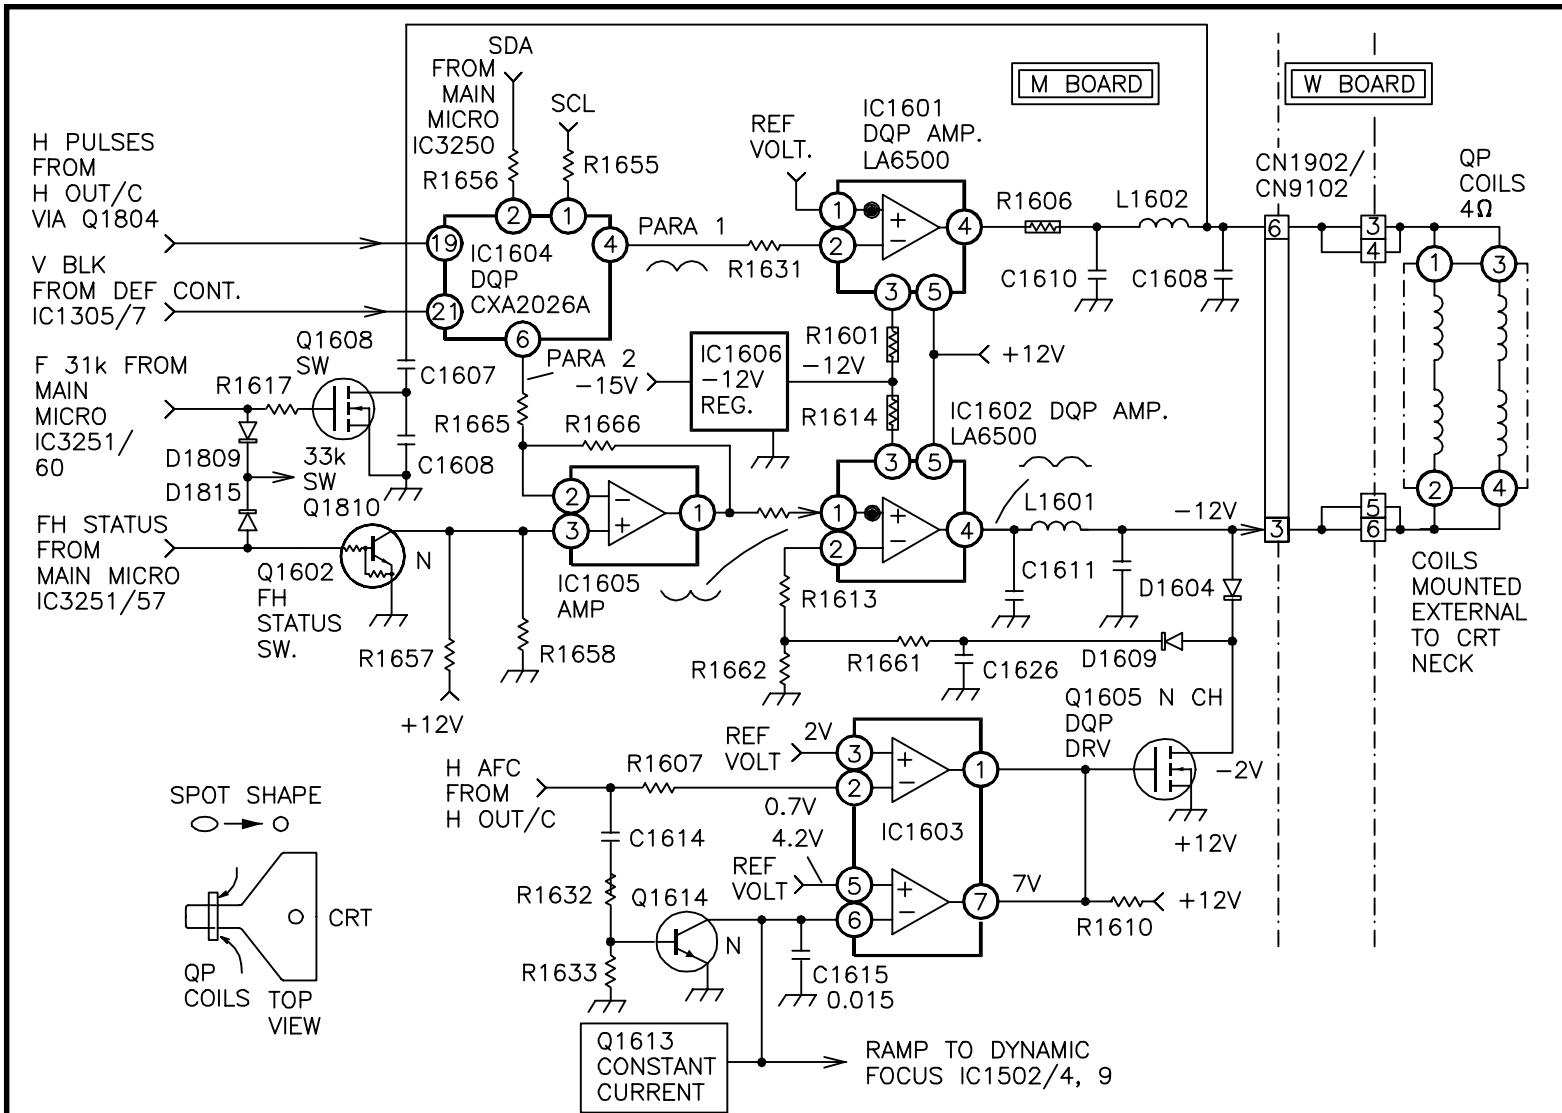 SDA
FROM
MAIN
MICRO
IC3250
SCL
R1656
R1655
H PULSES
FROM
H OUT/C
VIA Q1804
V BLK
FROM DEF CONT.
IC1305/7
F 31k FROM
MAIN
MICRO
IC3251/
60
FH STATUS
FROM
MAIN MICRO
IC3251/57
2
1
19
4
21
6
IC1604
DQP
CXA2026A
PARA 1
R1631
REF
VOLT.
IC1601
DQP AMP.
LA6500
1
2
+
−
4
3
5
M BOARD
W BOARD
R1606
L1602
C1610
C1608
CN1902/
CN9102
6
3
4
QP
COILS
4Ω
1
3
2
4
Q1608
SW
R1617
C1607
C1608
D1809
D1815
33k
SW
Q1810
PARA 2
−15V
IC1606
−12V
REG.
−12V
R1601
R1614
+12V
R1665
R1666
IC1602 DQP AMP.
LA6500
3
5
1
2
+
−
4
2
3
−
+
1
IC1605
AMP
L1601
−12V
3
5
6
C1611
D1604
R1613
Q1602
FH
STATUS
SW.
N
R1657
+12V
R1658
R1662
R1661
C1626
D1609
COILS
MOUNTED
EXTERNAL
TO CRT
NECK
Q1605 N CH
DQP
DRV
−2V
+12V
REF
VOLT
2V
3
2
+
−
1
0.7V
4.2V
IC1603
REF
VOLT
5
6
+
−
7
7V
R1610
+12V
H AFC
FROM
H OUT/C
R1607
C1614
R1632
Q1614
N
R1633
C1615
0.015
Q1613
CONSTANT
CURRENT
RAMP TO DYNAMIC
FOCUS IC1502/4, 9
SPOT SHAPE
CRT
QP
COILS
TOP
VIEW